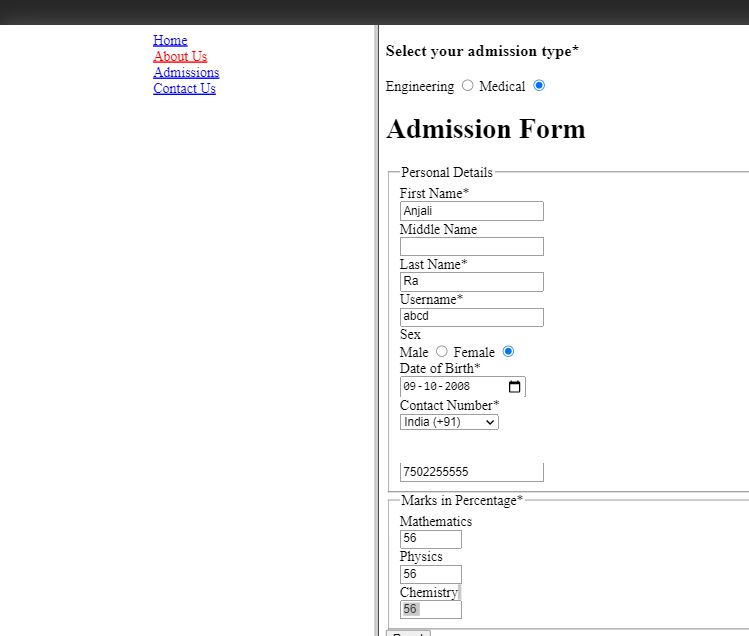 Home
About Us
Admissions
Contact Us
Select your admission type*
Engineering Medical
Admission Form
Personal Details
First Name*
Anjali
Middle Name
Last Name*
Ra
Username*
abcd
Sex
Male Female
Date of Birth*
09-10-2008
Contact Number*
India (+91)
7502255555
Marks in Percentage*
Mathematics
56
Physics
56
Chemistry
56